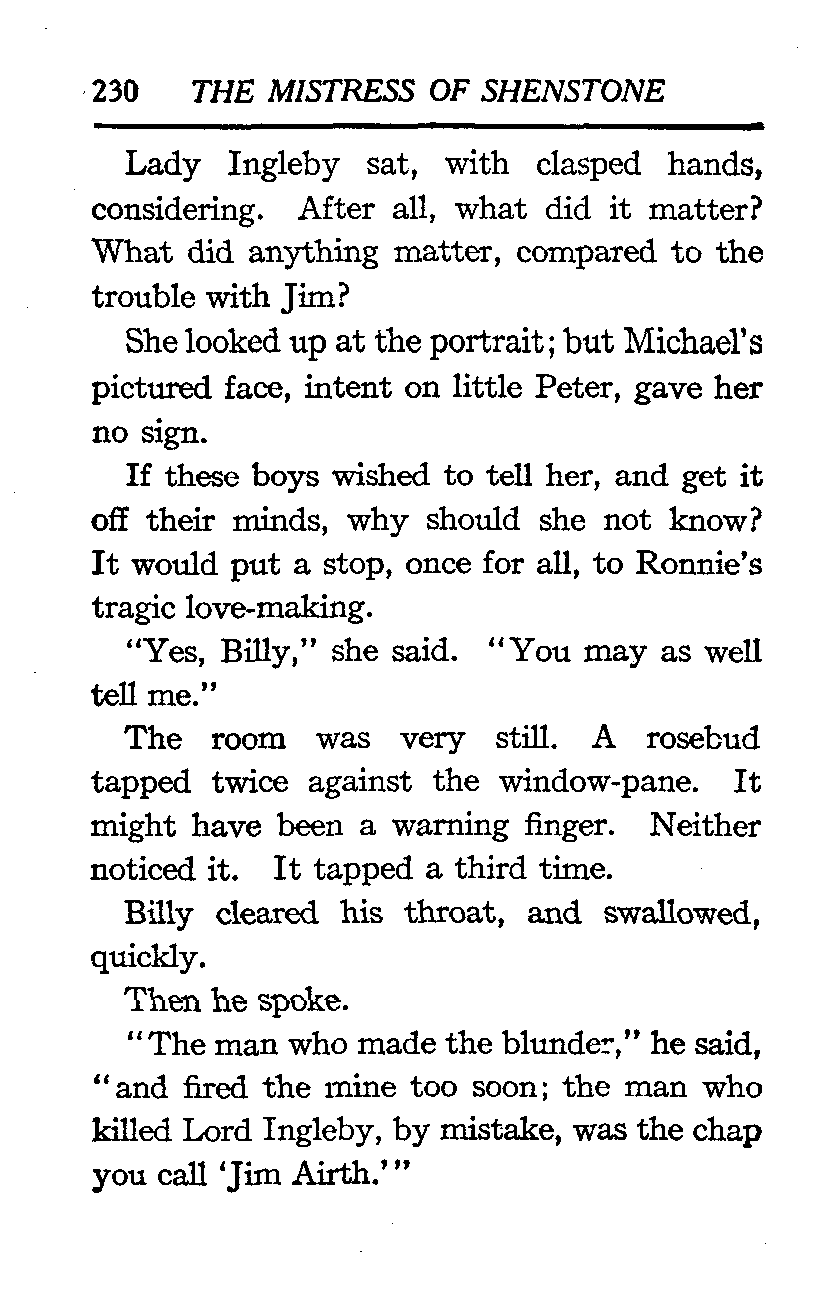 230 THE MISTRESS OF SHENSTONE
Lady Ingleby sat, with clasped hands,
considering. After all, what did it matter?
What did anything matter, compared to the
trouble with Jim?
She looked up at the portrait; but Michael's
pictured face, intent on little Peter, gave her
no sign.
If these boys wished to tell her, and get it
off their minds, why should she not know?
It would put a stop, once for all, to Ronnie's
tragic love-making.
"Yes, Billy," she said. "You may as well
tell me."
The room was very still. A rosebud
tapped twice against the window-pane. It
might have been a warning finger. Neither
noticed it. It tapped a third time.
Billy cleared his throat, and swallowed,
quickly.
Then he spoke.
"The man who made the blunder," he said,
"and fired the mine too soon; the man who
killed Lord Ingleby, by mistake, was the chap
you call 'Jim Airth.'"